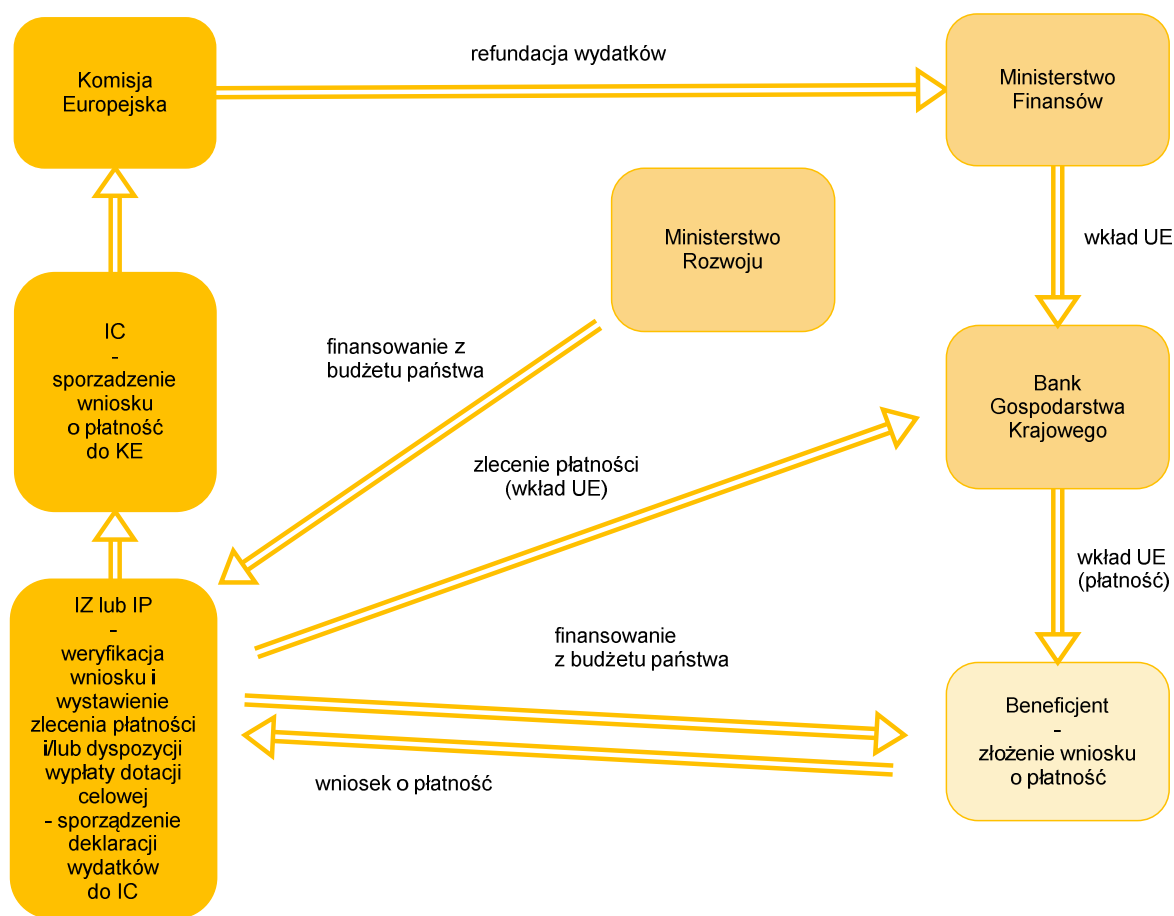 refundacja wydatków
Komisja
Europejska
Ministerstwo
Finansów
Ministerstwo
Rozwoju
wkład UE
IC
-
sporzadzenie
wniosku
o płatność
do KE
finansowanie z
budżetu państwa
Bank
Gospodarstwa
Krajowego
zlecenie płatności
(wkład UE)
wkład UE
(płatność)
IZ lub IP
-
weryfikacja
wniosku i
wystawienie
zlecenia płatności
i/lub dyspozycji
wypłaty dotacji
celowej
- sporządzenie
deklaracji
wydatków
do IC
finansowanie
z budżetu państwa
wniosek o płatność
Beneficjent
-
złożenie wniosku
o płatność